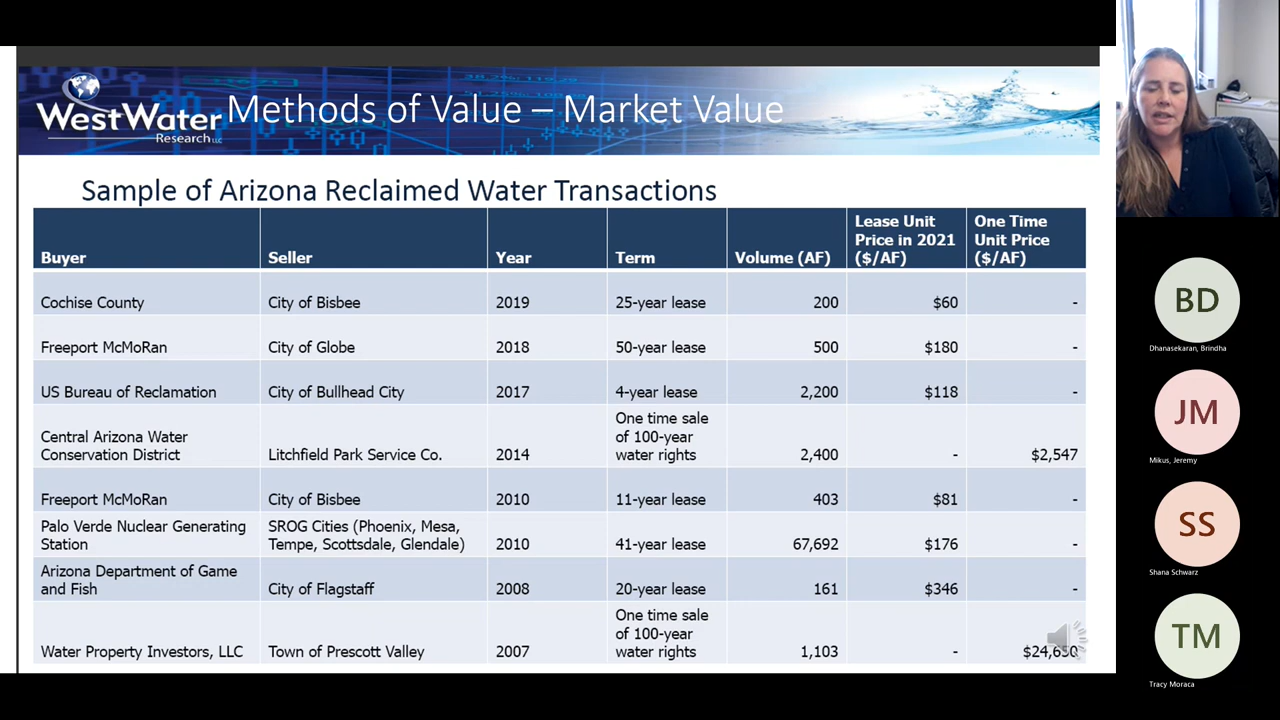 WestWater
Research LLC
Methods of Value – Market Value
Sample of Arizona Reclaimed Water Transactions
Buyer Seller Year Term Volume (AF) Lease Unit Price in 2021 ($/AF) One Time Unit Price ($/AF)
Cochise County City of Bisbee 2019 25-year lease 200 $60 -
Freeport McMoRan City of Globe 2018 50-year lease 500 $180 -
US Bureau of Reclamation City of Bullhead City 2017 4-year lease 2,200 $118 -
Central Arizona Water Conservation District Litchfield Park Service Co. 2014 One time sale of 100-year water rights 2,400 - $2,547
Freeport McMoRan City of Bisbee 2010 11-year lease 403 $81 -
Palo Verde Nuclear Generating Station SROG Cities (Phoenix, Mesa, Tempe, Scottsdale, Glendale) 2010 41-year lease 67,692 $176 -
Arizona Department of Game and Fish City of Flagstaff 2008 20-year lease 161 $346 -
Water Property Investors, LLC Town of Prescott Valley 2007 One time sale of 100-year water rights 1,103 - $24,650
BD
Dhanasekaran, Brindha
JM
Mikus, Jeremy
SS
Shana Schwarz
TM
Tracy Moraca